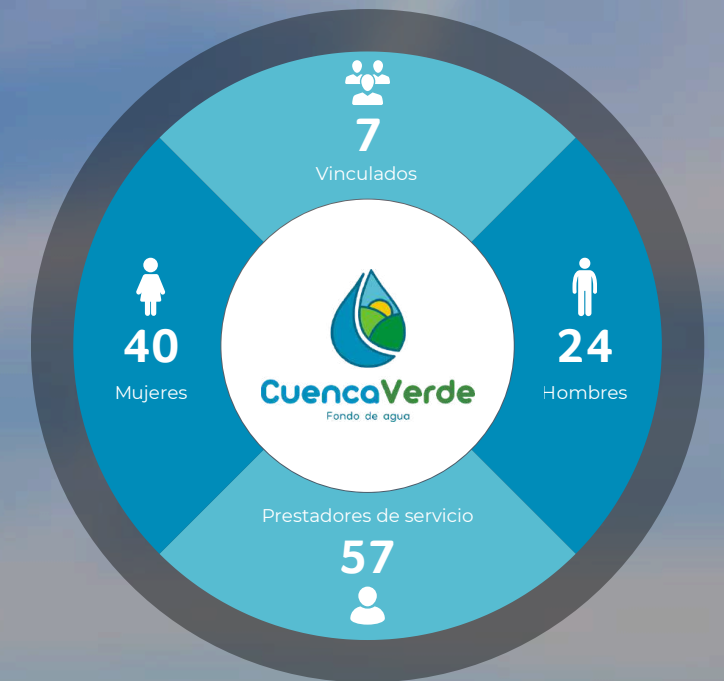 7
Vinculados
40
Mujeres
CuencaVerde
Fondo de agua
24
Hombres
Prestadores de servicio
57